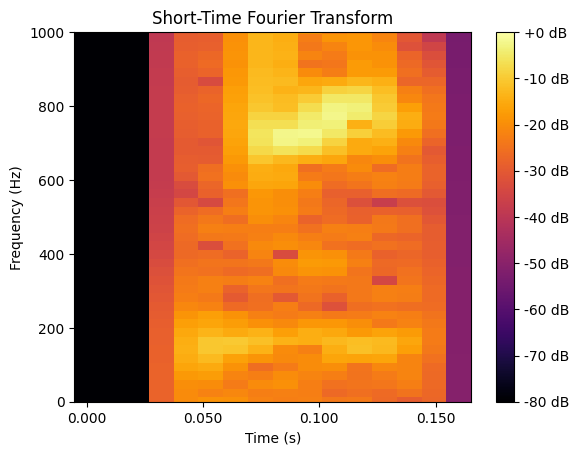 Short-Time Fourier Transform
1000
800
600
400
200
0
Frequency (Hz)
0.000
0.050
0.100
0.150
Time (s)
+0 dB
-10 dB
-20 dB
-30 dB
-40 dB
-50 dB
-60 dB
-70 dB
-80 dB